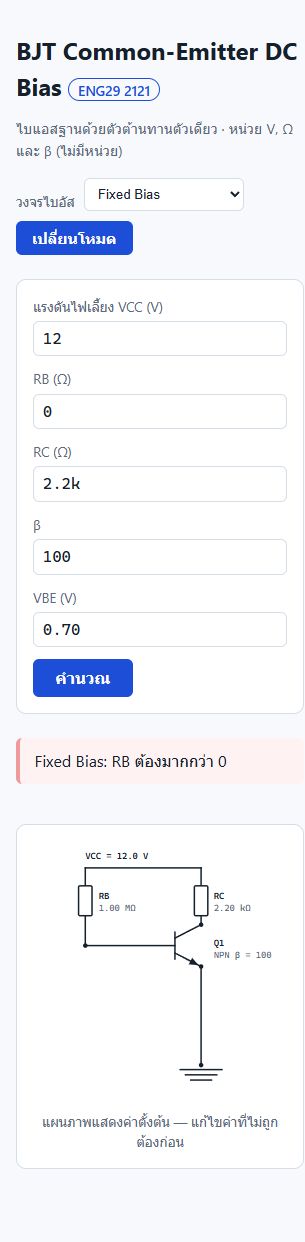 BJT Common-Emitter DC
Bias ENG29 2121
ไบแอสฐานด้วยตัวต้านทานตัวเดียว · หน่วย V, Ω
และ β (ไม่มีหน่วย)
วงจรไบอัส Fixed Bias
เปลี่ยนโหมด
แรงดันไฟเลี้ยง VCC (V)
12
RB (Ω)
0
RC (Ω)
2.2k
β
100
VBE (V)
0.70
คำนวณ
Fixed Bias: RB ต้องมากกว่า 0
VCC = 12.0 V
RB
1.00 MΩ
RC
2.20 kΩ
Q1
NPN β = 100
แผนภาพแสดงค่าตั้งต้น — แก้ไขค่าที่ไม่ถูก
ต้องก่อน